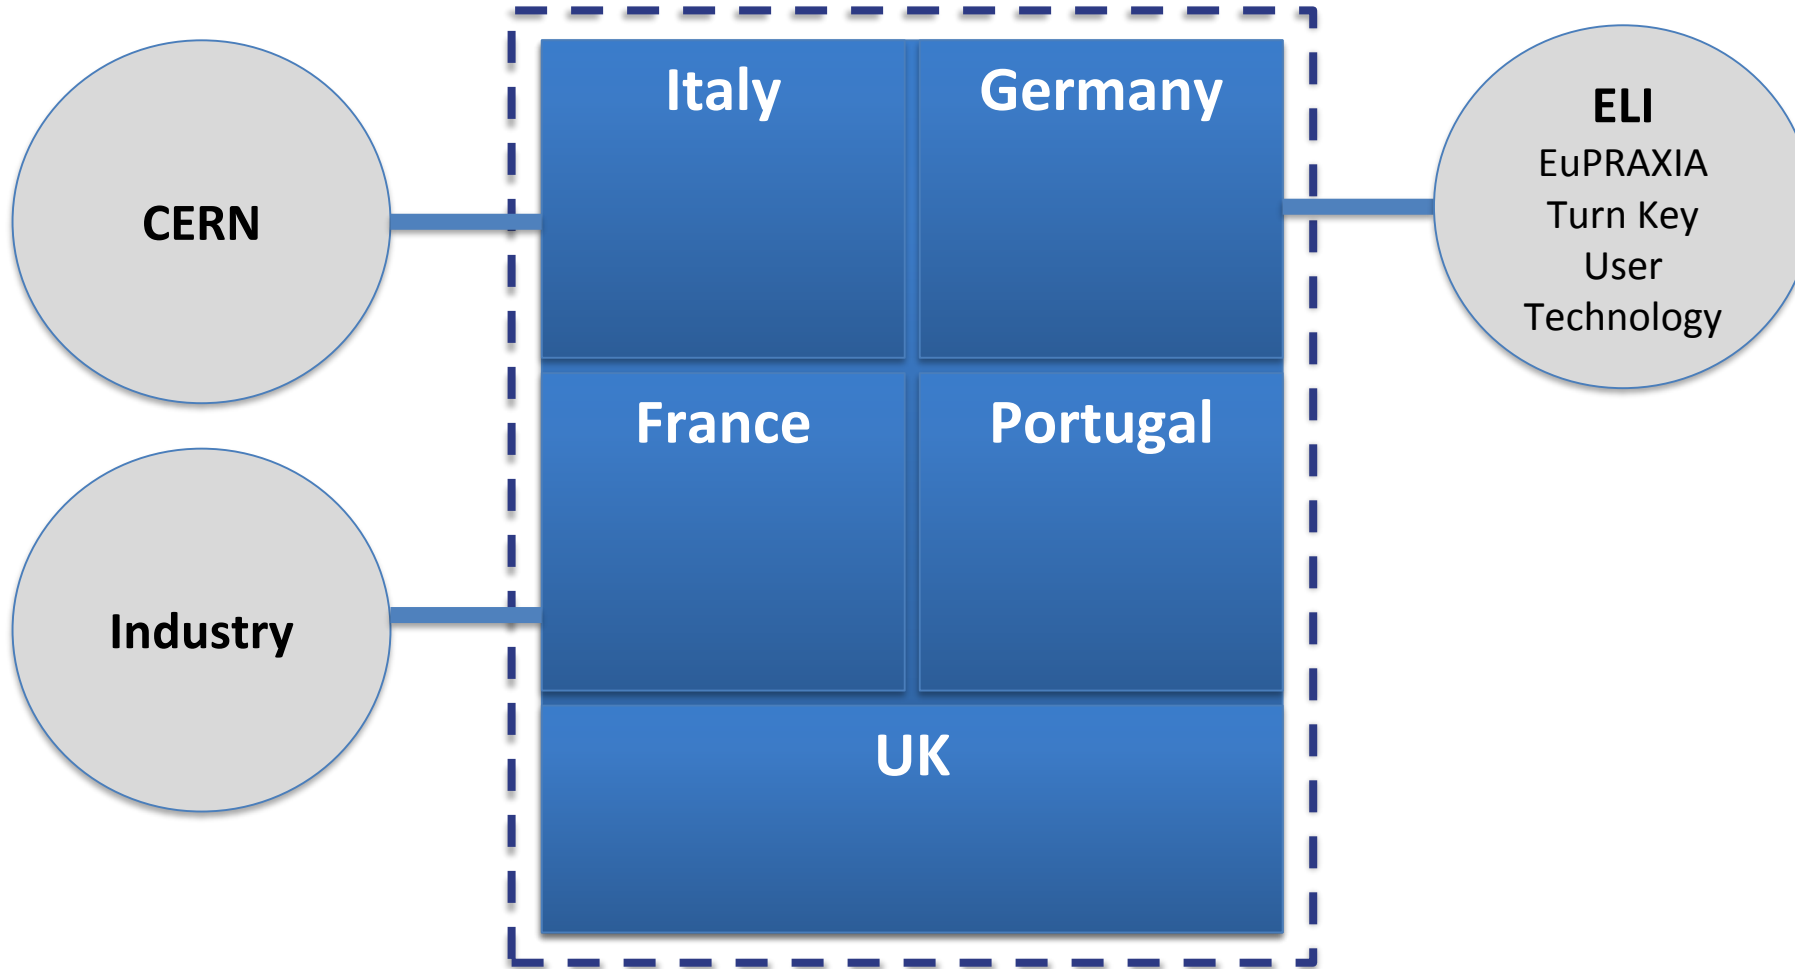 CERN
Industry
Italy
Germany
France
Portugal
UK
ELI
EuPRAXIA
Turn Key
User
Technology